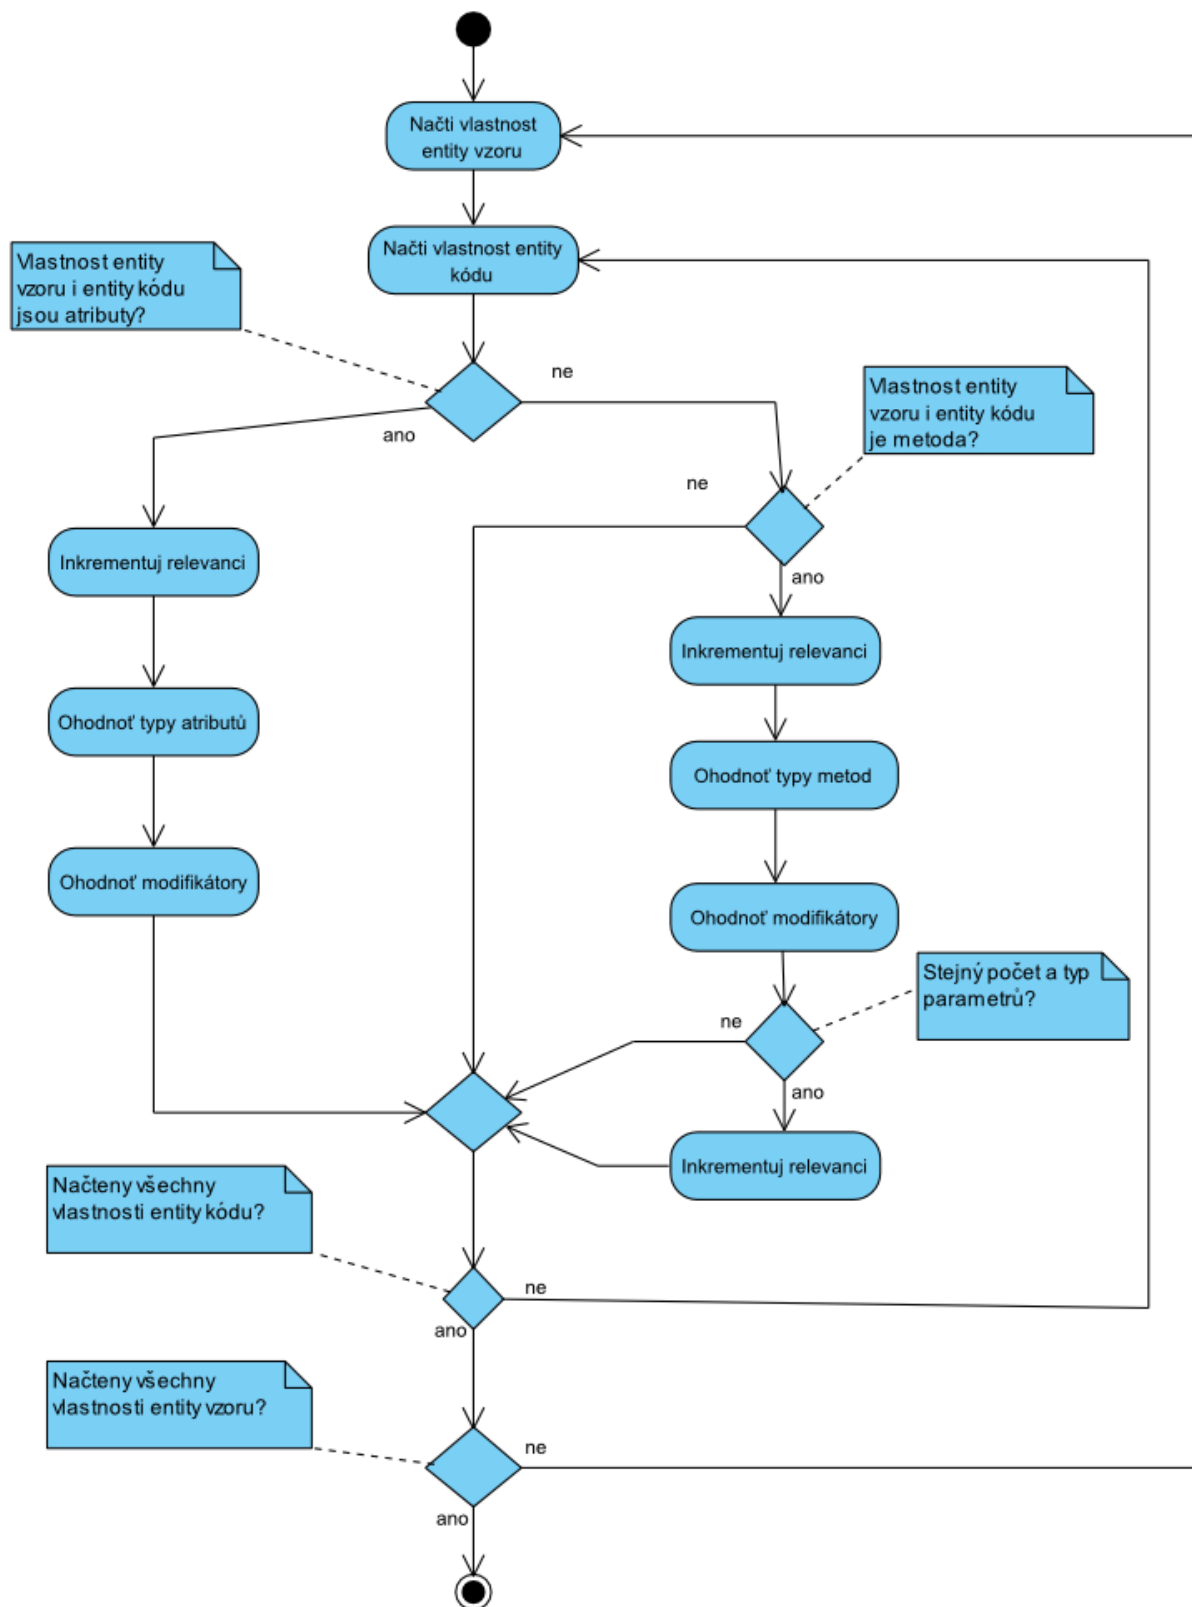 Načti vlastnost
entity vzoru
Načti vlastnost entity
kódu
Vlastnost entity
vzoru i entity kódu
jsou atributy?
ne
ano
Vlastnost entity
vzoru i entity kódu
je metoda?
ne
ano
Inkrementuj relevanci
Inkrementuj relevanci
Ohodnoť typy atributů
Ohodnoť typy metod
Ohodnoť modifikátory
Ohodnoť modifikátory
Stejný počet a typ
parametrů?
ne
ano
Inkrementuj relevanci
Načteny všechny
vlastnosti entity kódu?
ne
ano
Načteny všechny
vlastnosti entity vzoru?
ne
ano